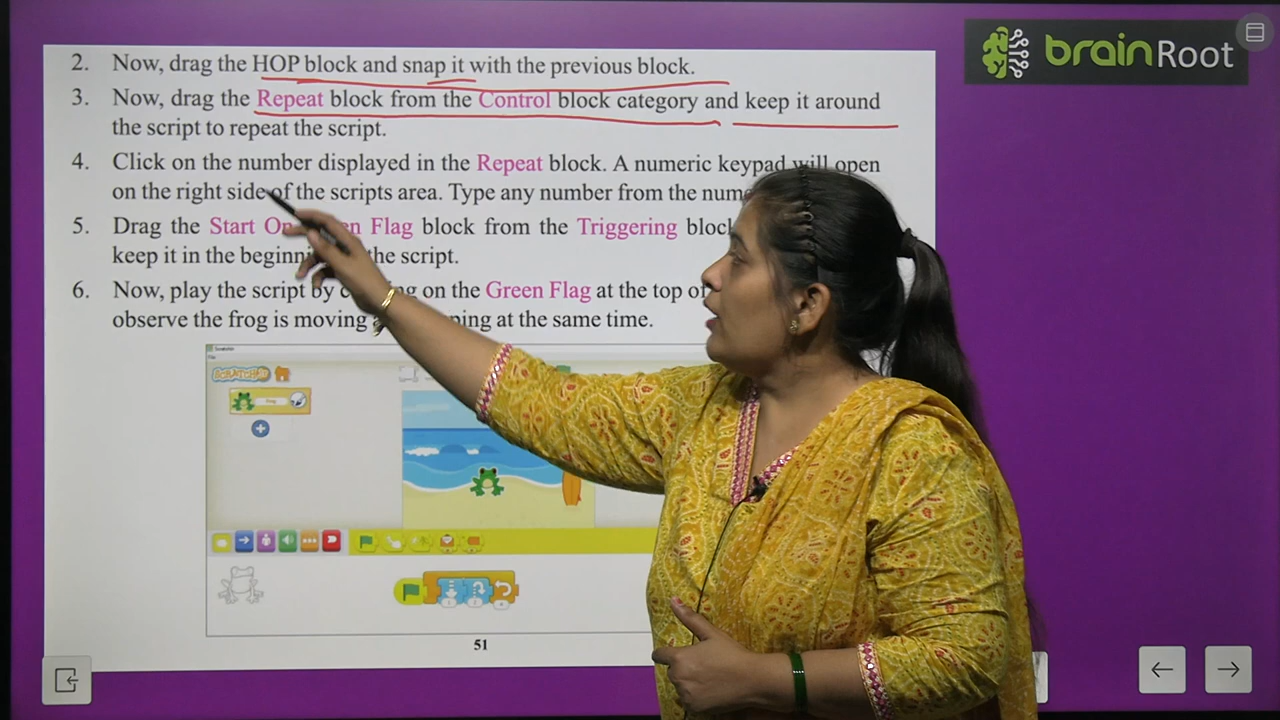 brainRoot
2. Now, drag the HOP block and snap it with the previous block.
3. Now, drag the Repeat block from the Control block category and keep it around
the script to repeat the script.
4. Click on the number displayed in the Repeat block. A numeric keypad will open
on the right side of the scripts area. Type any number from the
5. Drag the Start On Flag block from the Triggering
keep it in the the script.
6. Now, play the script by on the Green Flag at the top of
observe the frog is moving at the same time.
File
SCRATCH
Frog
51